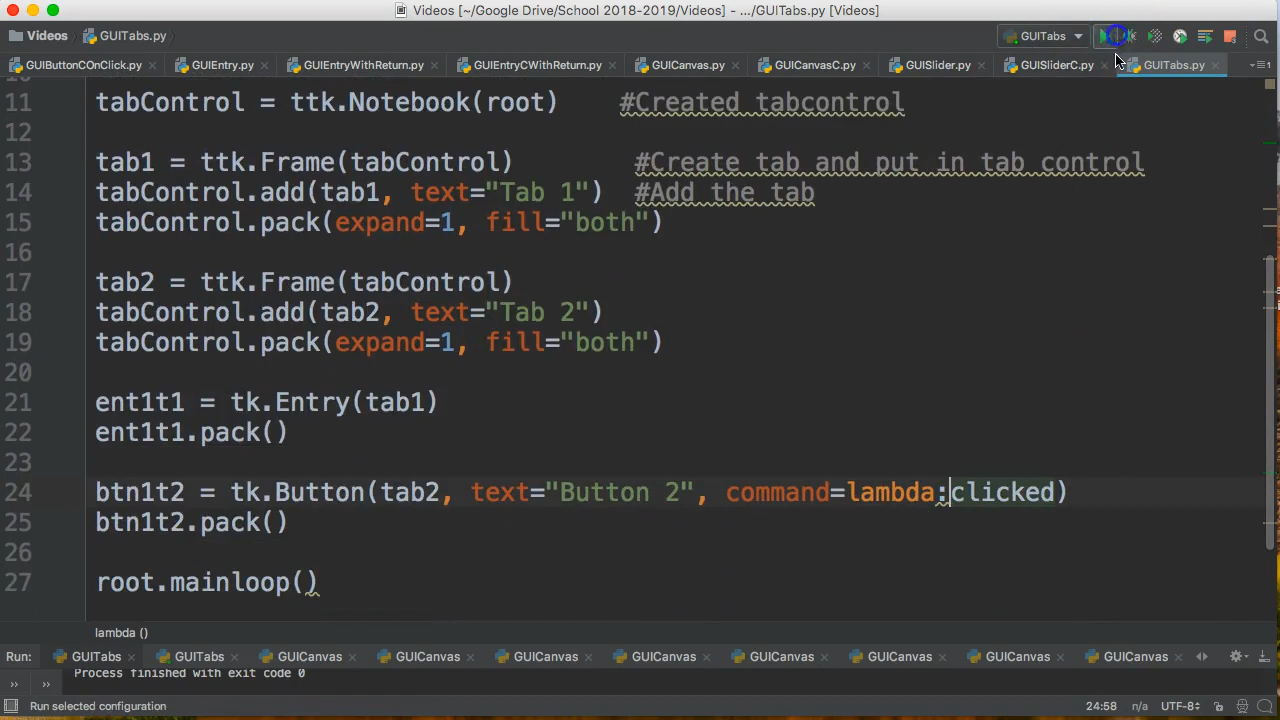 Videos [~/Google Drive/School 2018-2019/Videos] - .../GUITabs.py [Videos]
Videos GUITabs.py GUITabs
GUIButtonCOnClick.py GUIEntry.py GUIEntryWithReturn.py GUIEntryCWithReturn.py GUICanvas.py GUICanvasC.py GUISlider.py GUISliderC.py GUITabs.py
11 tabControl = ttk.Notebook(root) #Created tabcontrol
12
13 tab1 = ttk.Frame(tabControl) #Create tab and put in tab control
14 tabControl.add(tab1, text="Tab 1") #Add the tab
15 tabControl.pack(expand=1, fill="both")
16
17 tab2 = ttk.Frame(tabControl)
18 tabControl.add(tab2, text="Tab 2")
19 tabControl.pack(expand=1, fill="both")
20
21 ent1t1 = tk.Entry(tab1)
22 ent1t1.pack()
23
24 btn1t2 = tk.Button(tab2, text="Button 2", command=lambda:clicked)
25 btn1t2.pack()
26
27 root.mainloop()
lambda ()
Run: GUITabs GUITabs GUICanvas GUICanvas GUICanvas GUICanvas GUICanvas GUICanvas GUICanvas GUICanvas
Process finished with exit code 0
Run selected configuration 24:58 n/a UTF-8